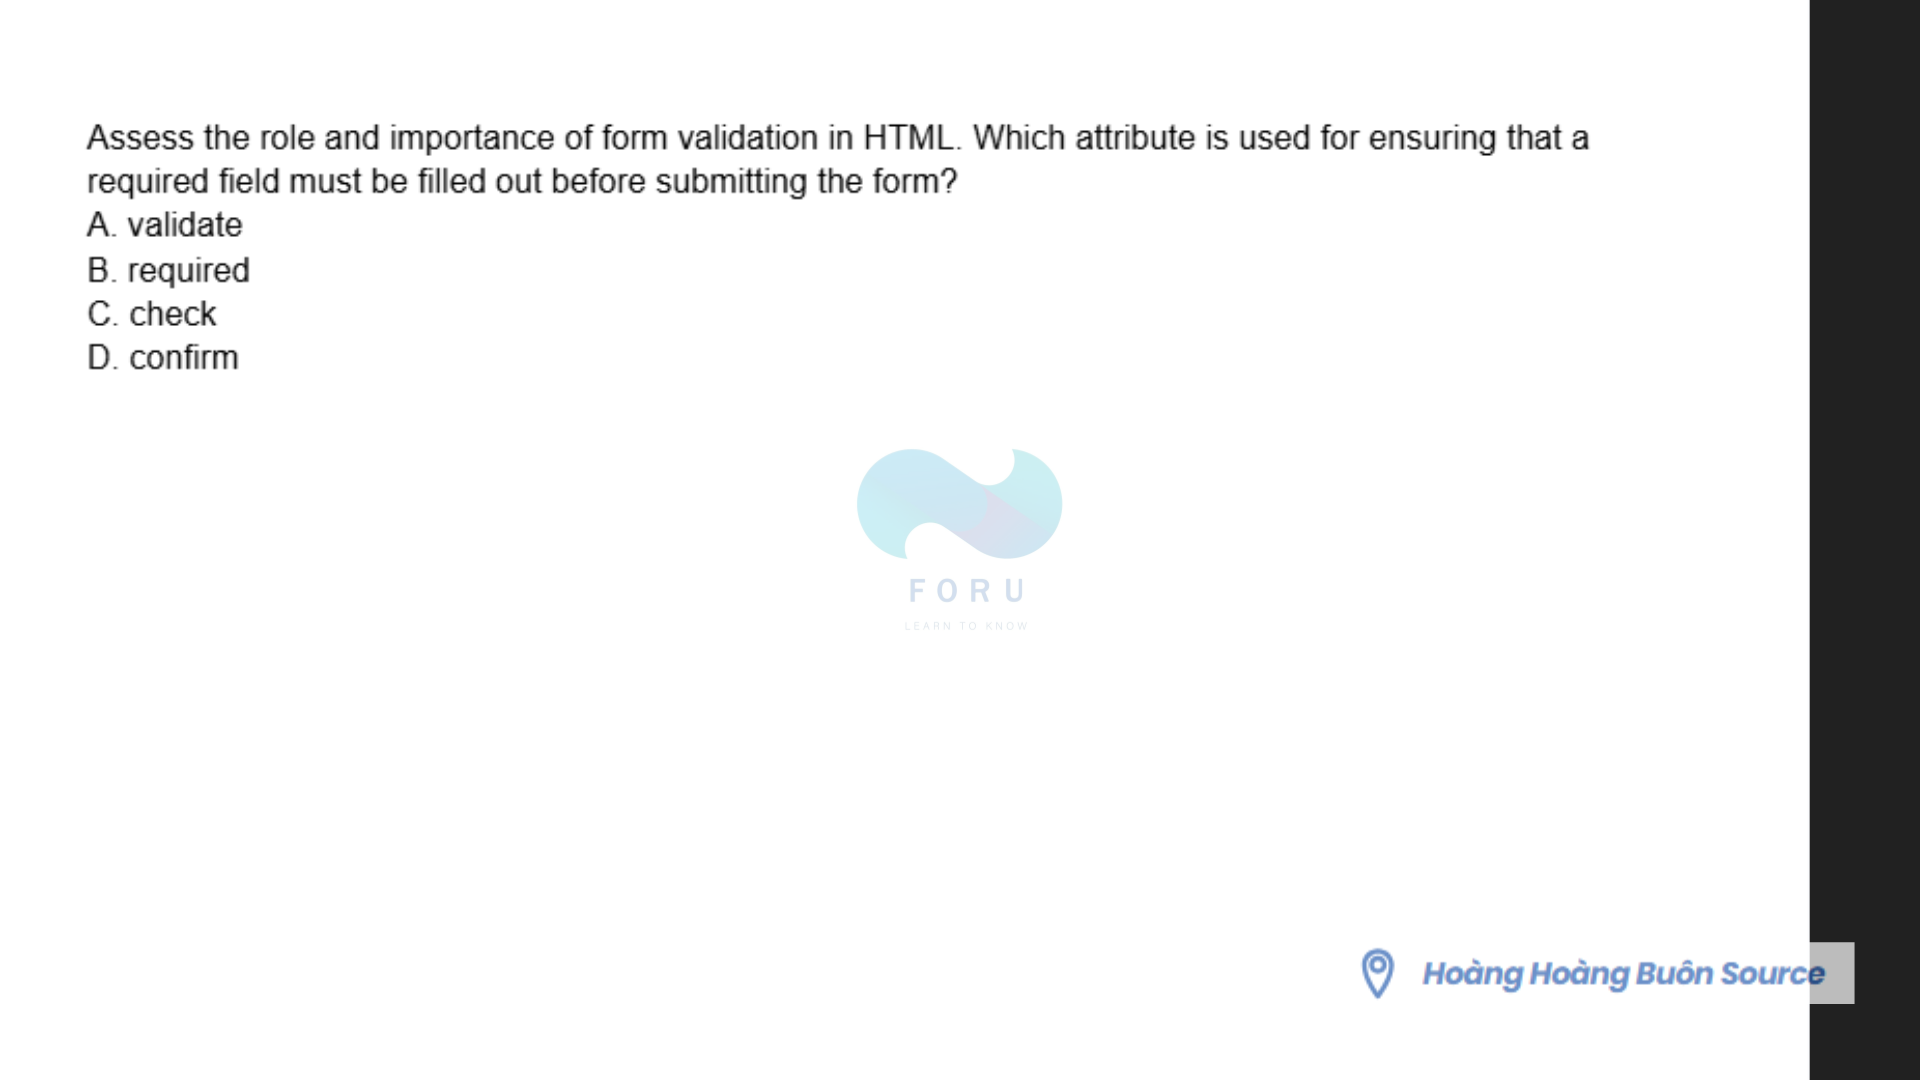 Assess the role and importance of form validation in HTML. Which attribute is used for ensuring that a
required field must be filled out before submitting the form?
A. validate
B. required
C. check
D. confirm
FORU
LEARN TO KNOW
Hoàng Hoàng Buôn Source